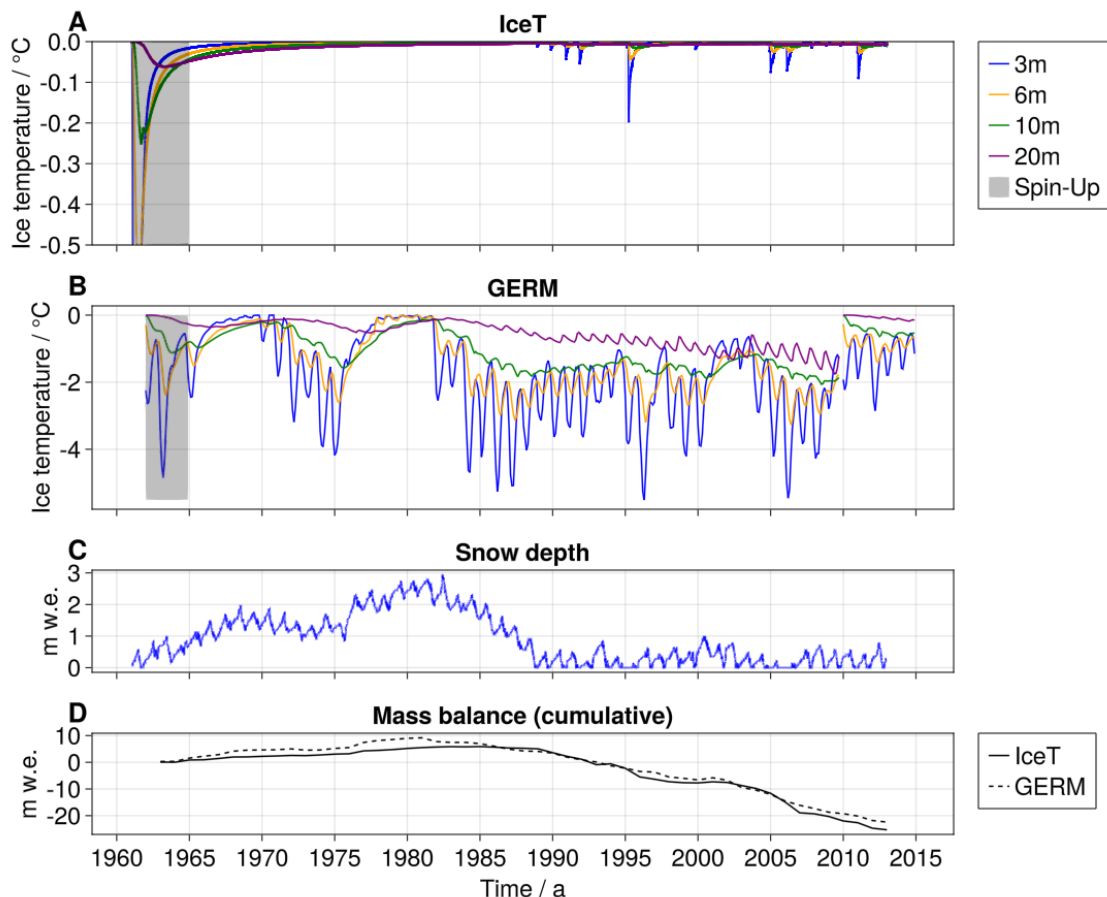 A
IceT
0.0
-0.1
-0.2
-0.3
-0.4
-0.5
Ice temperature / °C
3m
6m
10m
20m
Spin-Up
B
GERM
0
-2
-4
Ice temperature / °C
C
Snow depth
3
2
1
0
m w.e.
D
Mass balance (cumulative)
10
0
-10
-20
m w.e.
IceT
GERM
1960 1965 1970 1975 1980 1985 1990 1995 2000 2005 2010 2015
Time / a